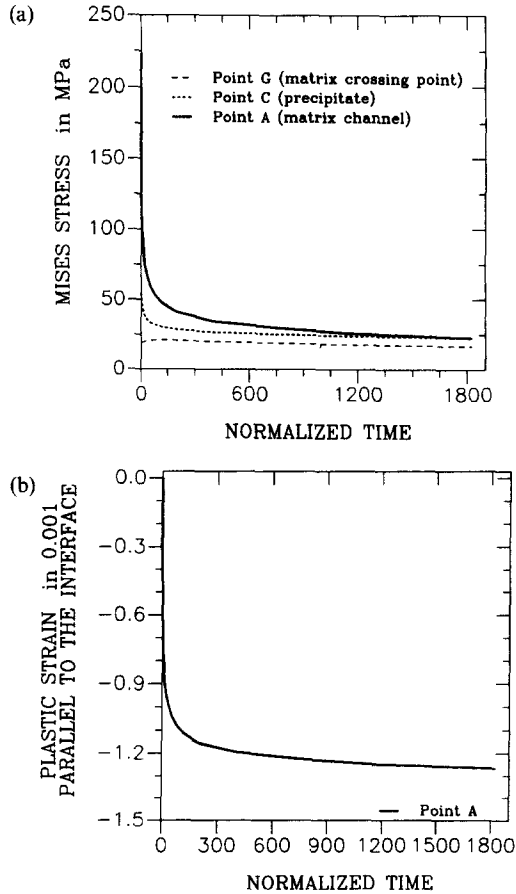 (a)
250
200
150
100
50
0
MISES STRESS in MPa
Point G (matrix crossing point)
Point C (precipitate)
Point A (matrix channel)
0 600 1200 1800
NORMALIZED TIME
(b)
0.0
−0.3
−0.6
−0.9
−1.2
−1.5
PLASTIC STRAIN in 0.001
PARALLEL TO THE INTERFACE
Point A
0 300 600 900 1200 1500 1800
NORMALIZED TIME